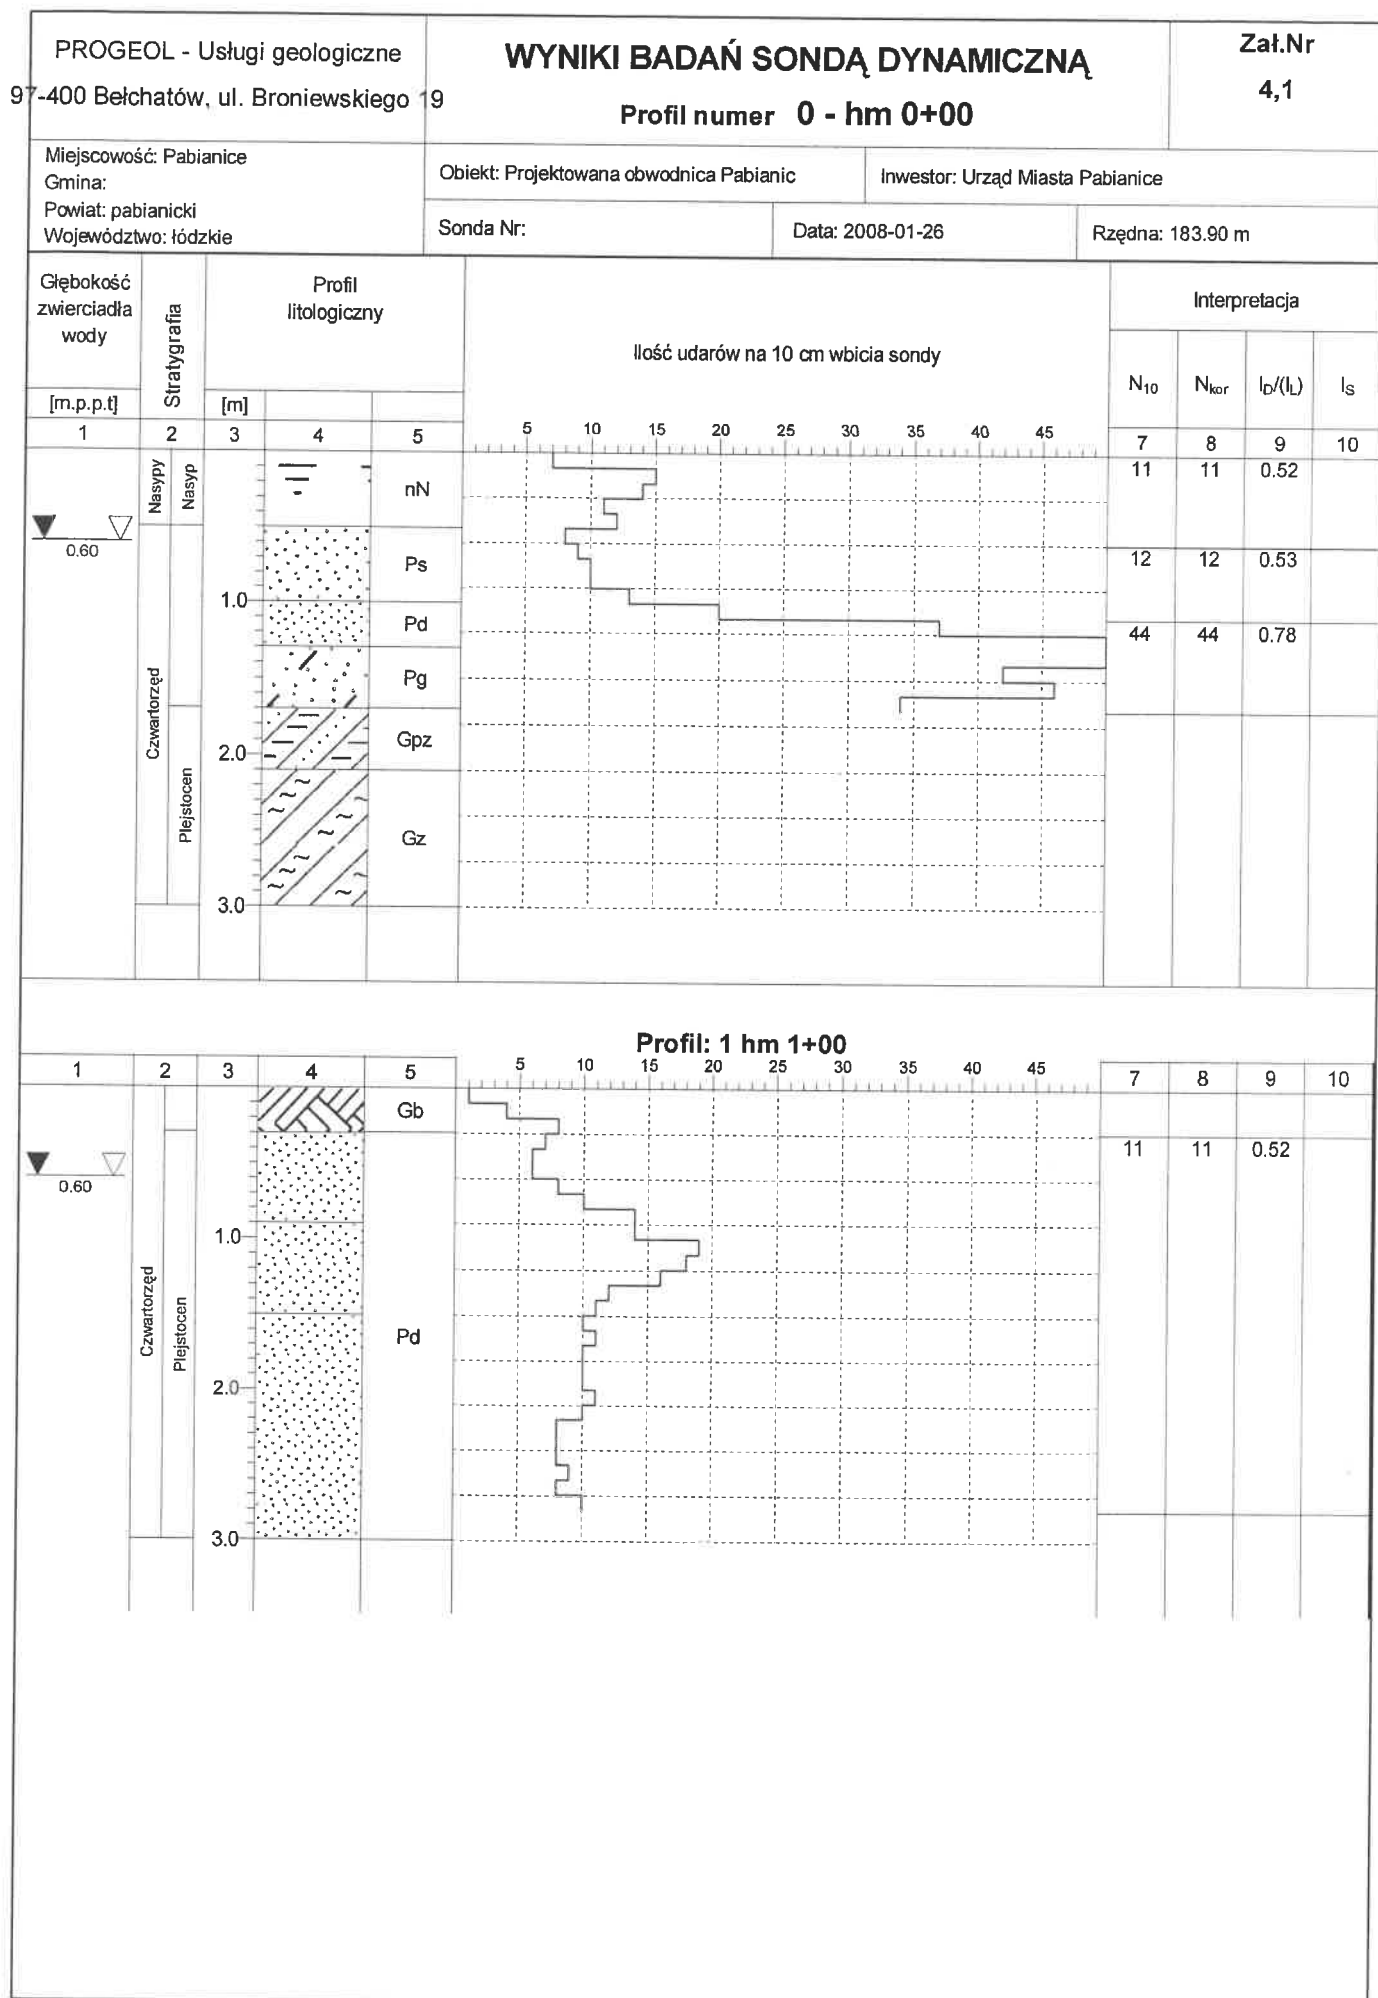 PROGEOL - Usługi geologiczne
97-400 Bełchatów, ul. Broniewskiego 19
WYNIKI BADAŃ SONDĄ DYNAMICZNĄ
Profil numer 0 - hm 0+00
Zał.Nr
4,1
Miejscowość: Pabianice
Gmina:
Powiat: pabianicki
Województwo: łódzkie
Obiekt: Projektowana obwodnica Pabianic
Inwestor: Urząd Miasta Pabianice
Sonda Nr:
Data: 2008-01-26
Rzędna: 183.90 m
Głębokość
zwierciadła
wody
[m.p.p.t]
Stratygrafia
Profil
litologiczny
[m]
Ilość udarów na 10 cm wbicia sondy
Interpretacja
N10 Nkor ID/(IL) IS
1 2 3 4 5
5 10 15 20 25 30 35 40 45
7 8 9 10
Nasypy
Nasyp
nN
11 11 0.52
0.60
Ps
12 12 0.53
1.0
Pd
44 44 0.78
Pg
Czwartorzęd
Plejstocen
Gpz
2.0
Gz
3.0
Profil: 1 hm 1+00
1 2 3 4 5
5 10 15 20 25 30 35 40 45
7 8 9 10
Gb
11 11 0.52
0.60
1.0
Czwartorzęd
Plejstocen
Pd
2.0
3.0